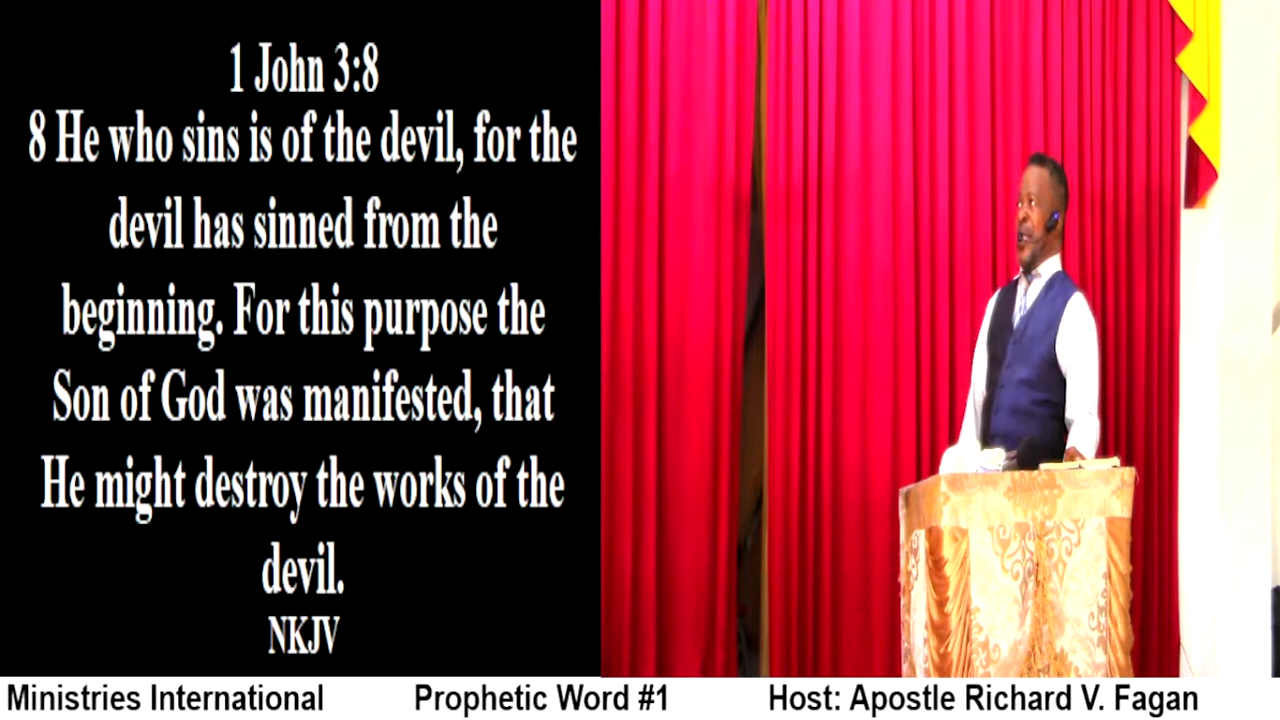 1 John 3:8
8 He who sins is of the devil, for the
devil has sinned from the
beginning. For this purpose the
Son of God was manifested, that
He might destroy the works of the
devil.
NKJV
Ministries International Prophetic Word #1 Host: Apostle Richard V. Fagan